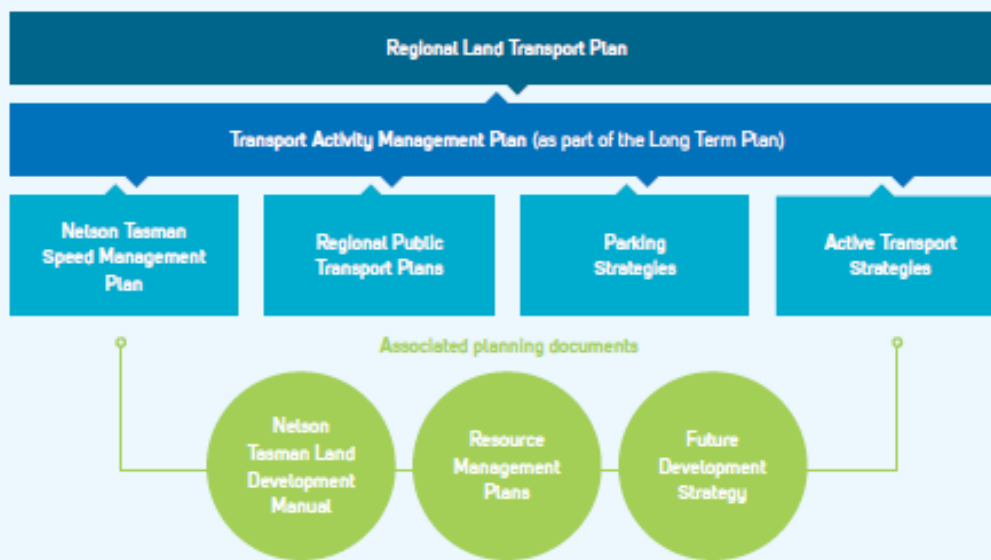 Regional Land Transport Plan
Transport Activity Management Plan (as part of the Long Term Plan)
Nelson Tasman
Speed Management
Plan
Regional Public
Transport Plans
Parking
Strategies
Active Transport
Strategies
Associated planning documents
Nelson
Tasman Land
Development
Manual
Resource
Management
Plans
Future
Development
Strategy